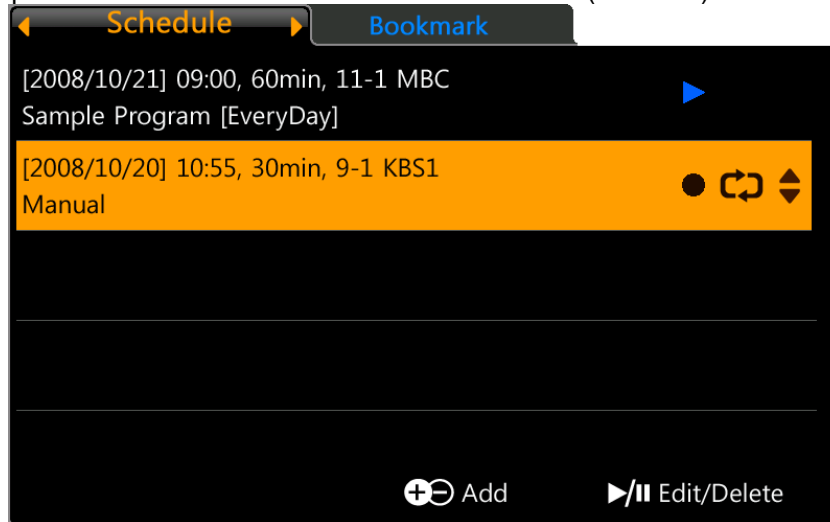 Schedule
Bookmark
[2008/10/21] 09:00, 60min, 11-1 MBC
Sample Program [EveryDay]
[2008/10/20] 10:55, 30min, 9-1 KBS1
Manual
Add
Edit/Delete